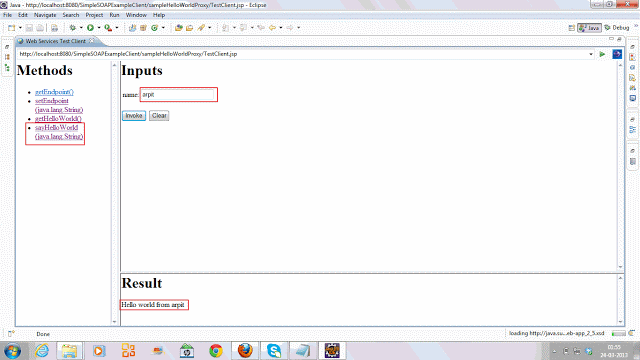 Java - http://localhost:8080/SimpleSOAPExampleClient/sampleHelloWorldProxy/TestClient.jsp - Eclipse
File Edit Navigate Search Project Run Window Help
Java Debug
Web Services Test Client
http://localhost:8080/SimpleSOAPExampleClient/sampleHelloWorldProxy/TestClient.jsp
Methods
getEndpoint()
setEndpoint
(java.lang.String)
getHelloWorld()
sayHelloWorld
(java.lang.String)
Inputs
name: arpit
Invoke Clear
Result
Hello world from arpit
Done
loading http://java.su...eb-app_2_5.xsd
01:55
24-03-2013